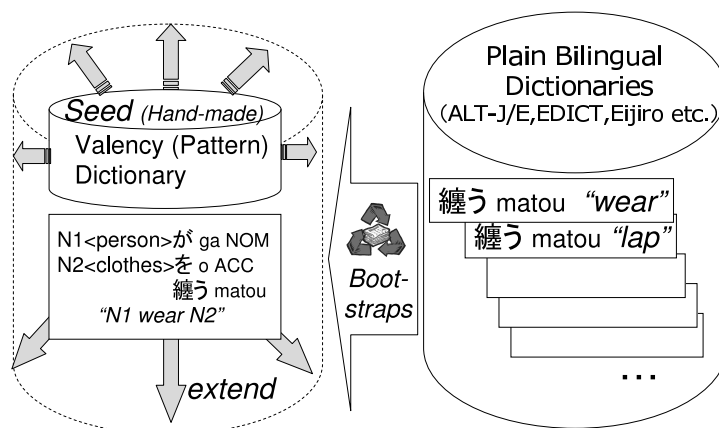 Seed (Hand-made)
Valency (Pattern)
Dictionary
N1<person>が ga NOM
N2<clothes>を o ACC
纏う matou
“N1 wear N2”
extend
Boot-
straps
Plain Bilingual
Dictionaries
(ALT-J/E,EDICT,Eijiro etc.)
纏う matou “wear”
纏う matou “lap”
...